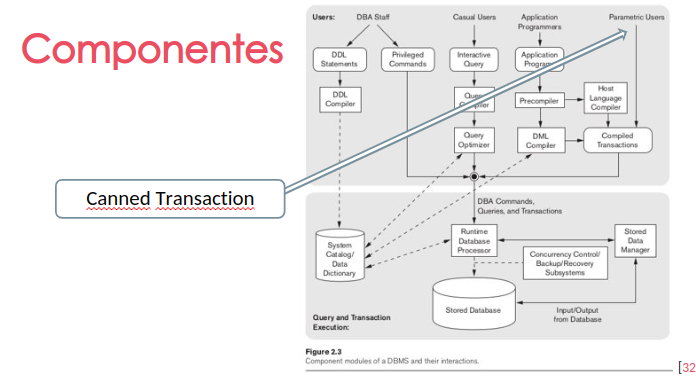 Componentes
Users:
DBA Staff
Casual Users
Application
Programmers
Parametric Users
DDL
Statements
Privileged
Commands
Interactive
Query
Application
DDL
Compiler
Precompiler
Host
Language
Compiler
Query
Optimizer
DML
Compiler
Compiled
Transactions
Canned Transaction
DBA Commands,
Queries, and Transactions
System
Catalog/
Data
Dictionary
Runtime
Database
Processor
Stored
Data
Manager
Concurrency Control/
Backup/Recovery
Subsystems
Stored Database
Input/Output
from Database
Query and Transaction
Execution:
Figure 2.3
Component modules of a DBMS and their interactions.
[32